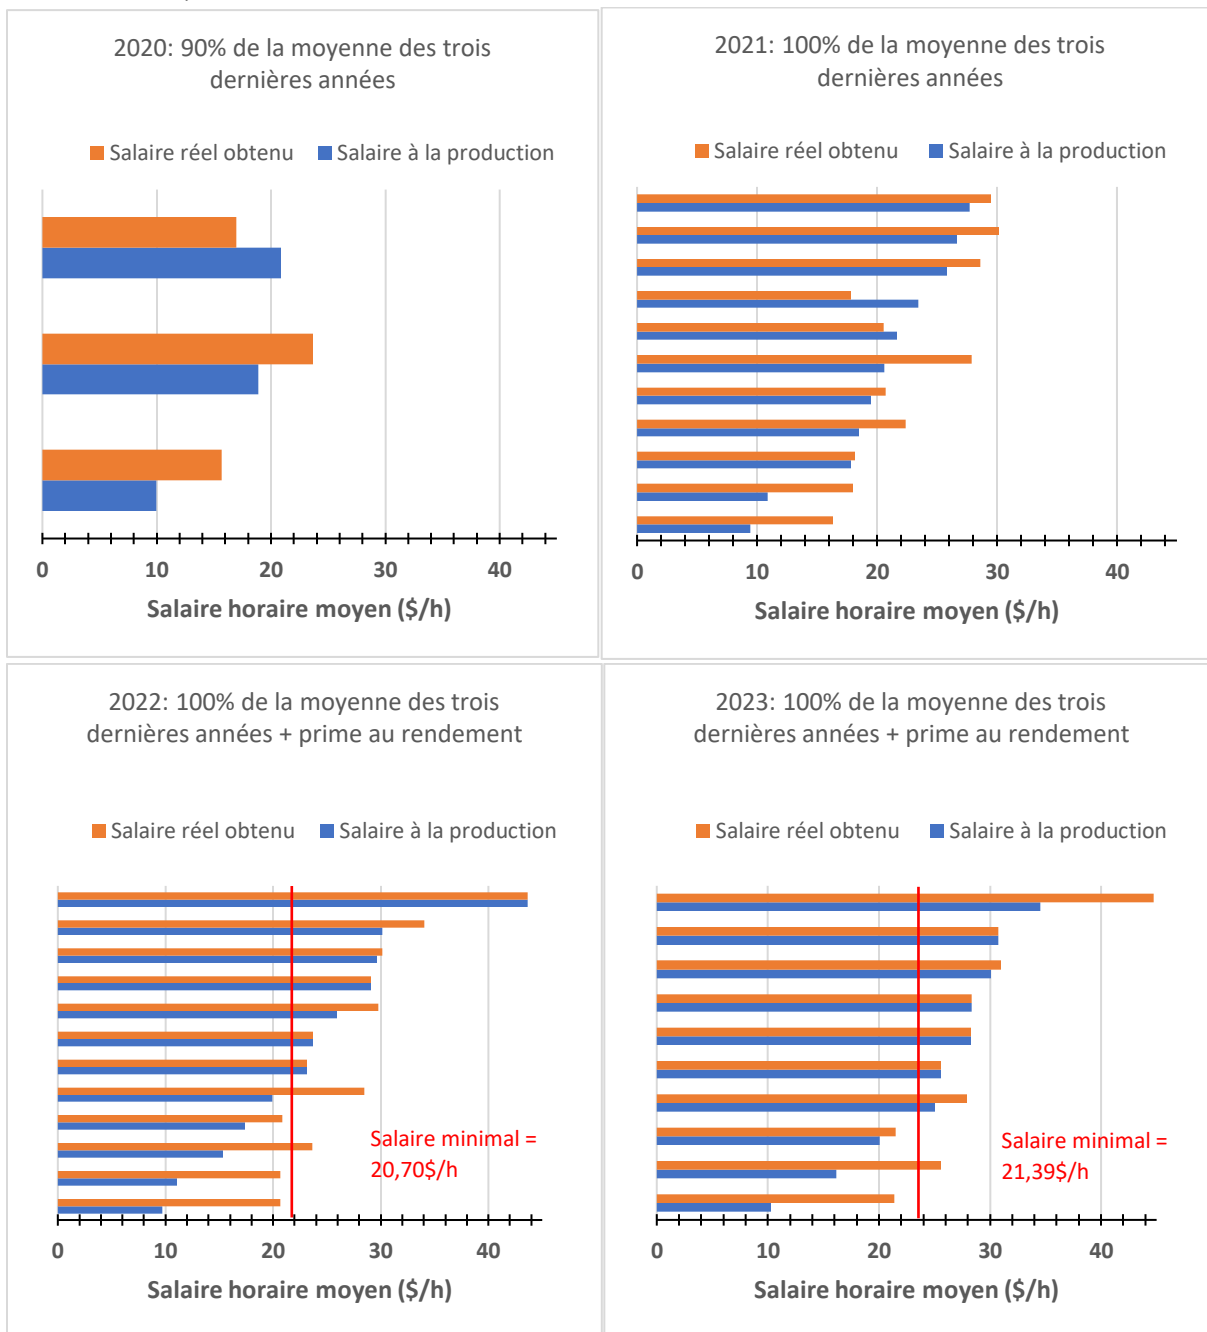 2020: 90% de la moyenne des trois
dernières années
Salaire réel obtenu Salaire à la production
0 10 20 30 40
Salaire horaire moyen ($/h)
2021: 100% de la moyenne des trois
dernières années
Salaire réel obtenu Salaire à la production
0 10 20 30 40
Salaire horaire moyen ($/h)
2022: 100% de la moyenne des trois
dernières années + prime au rendement
Salaire réel obtenu Salaire à la production
Salaire minimal =
20,70$/h
0 10 20 30 40
Salaire horaire moyen ($/h)
2023: 100% de la moyenne des trois
dernières années + prime au rendement
Salaire réel obtenu Salaire à la production
Salaire minimal =
21,39$/h
0 10 20 30 40
Salaire horaire moyen ($/h)